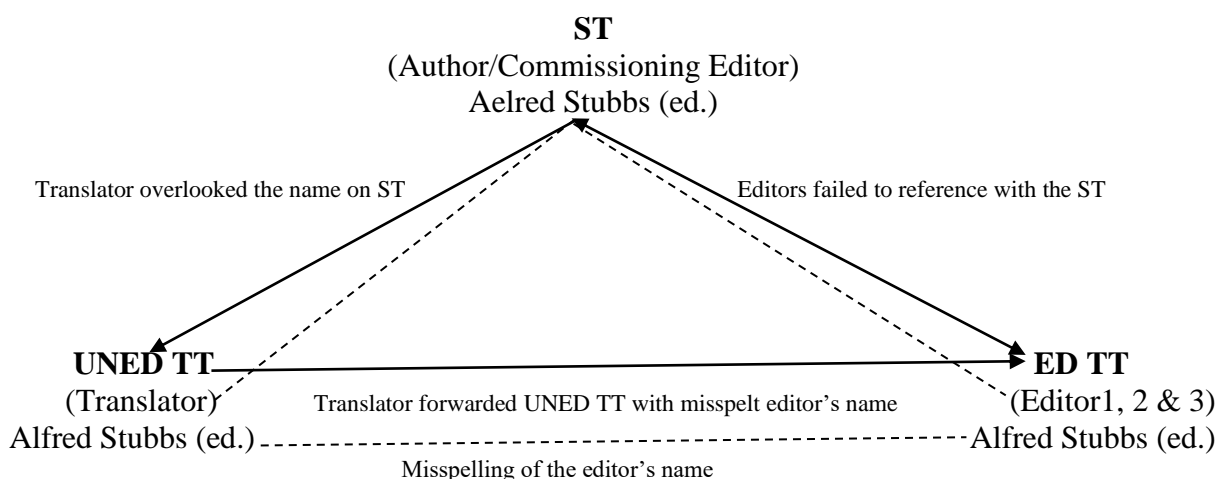 ST
(Author/Commissioning Editor)
Aelred Stubbs (ed.)
Translator overlooked the name on ST
Editors failed to reference with the ST
UNED TT
ED TT
(Translator)
Translator forwarded UNED TT with misspelt editor's name
(Editor1, 2 & 3)
Alfred Stubbs (ed.)
Alfred Stubbs (ed.)
Misspelling of the editor's name